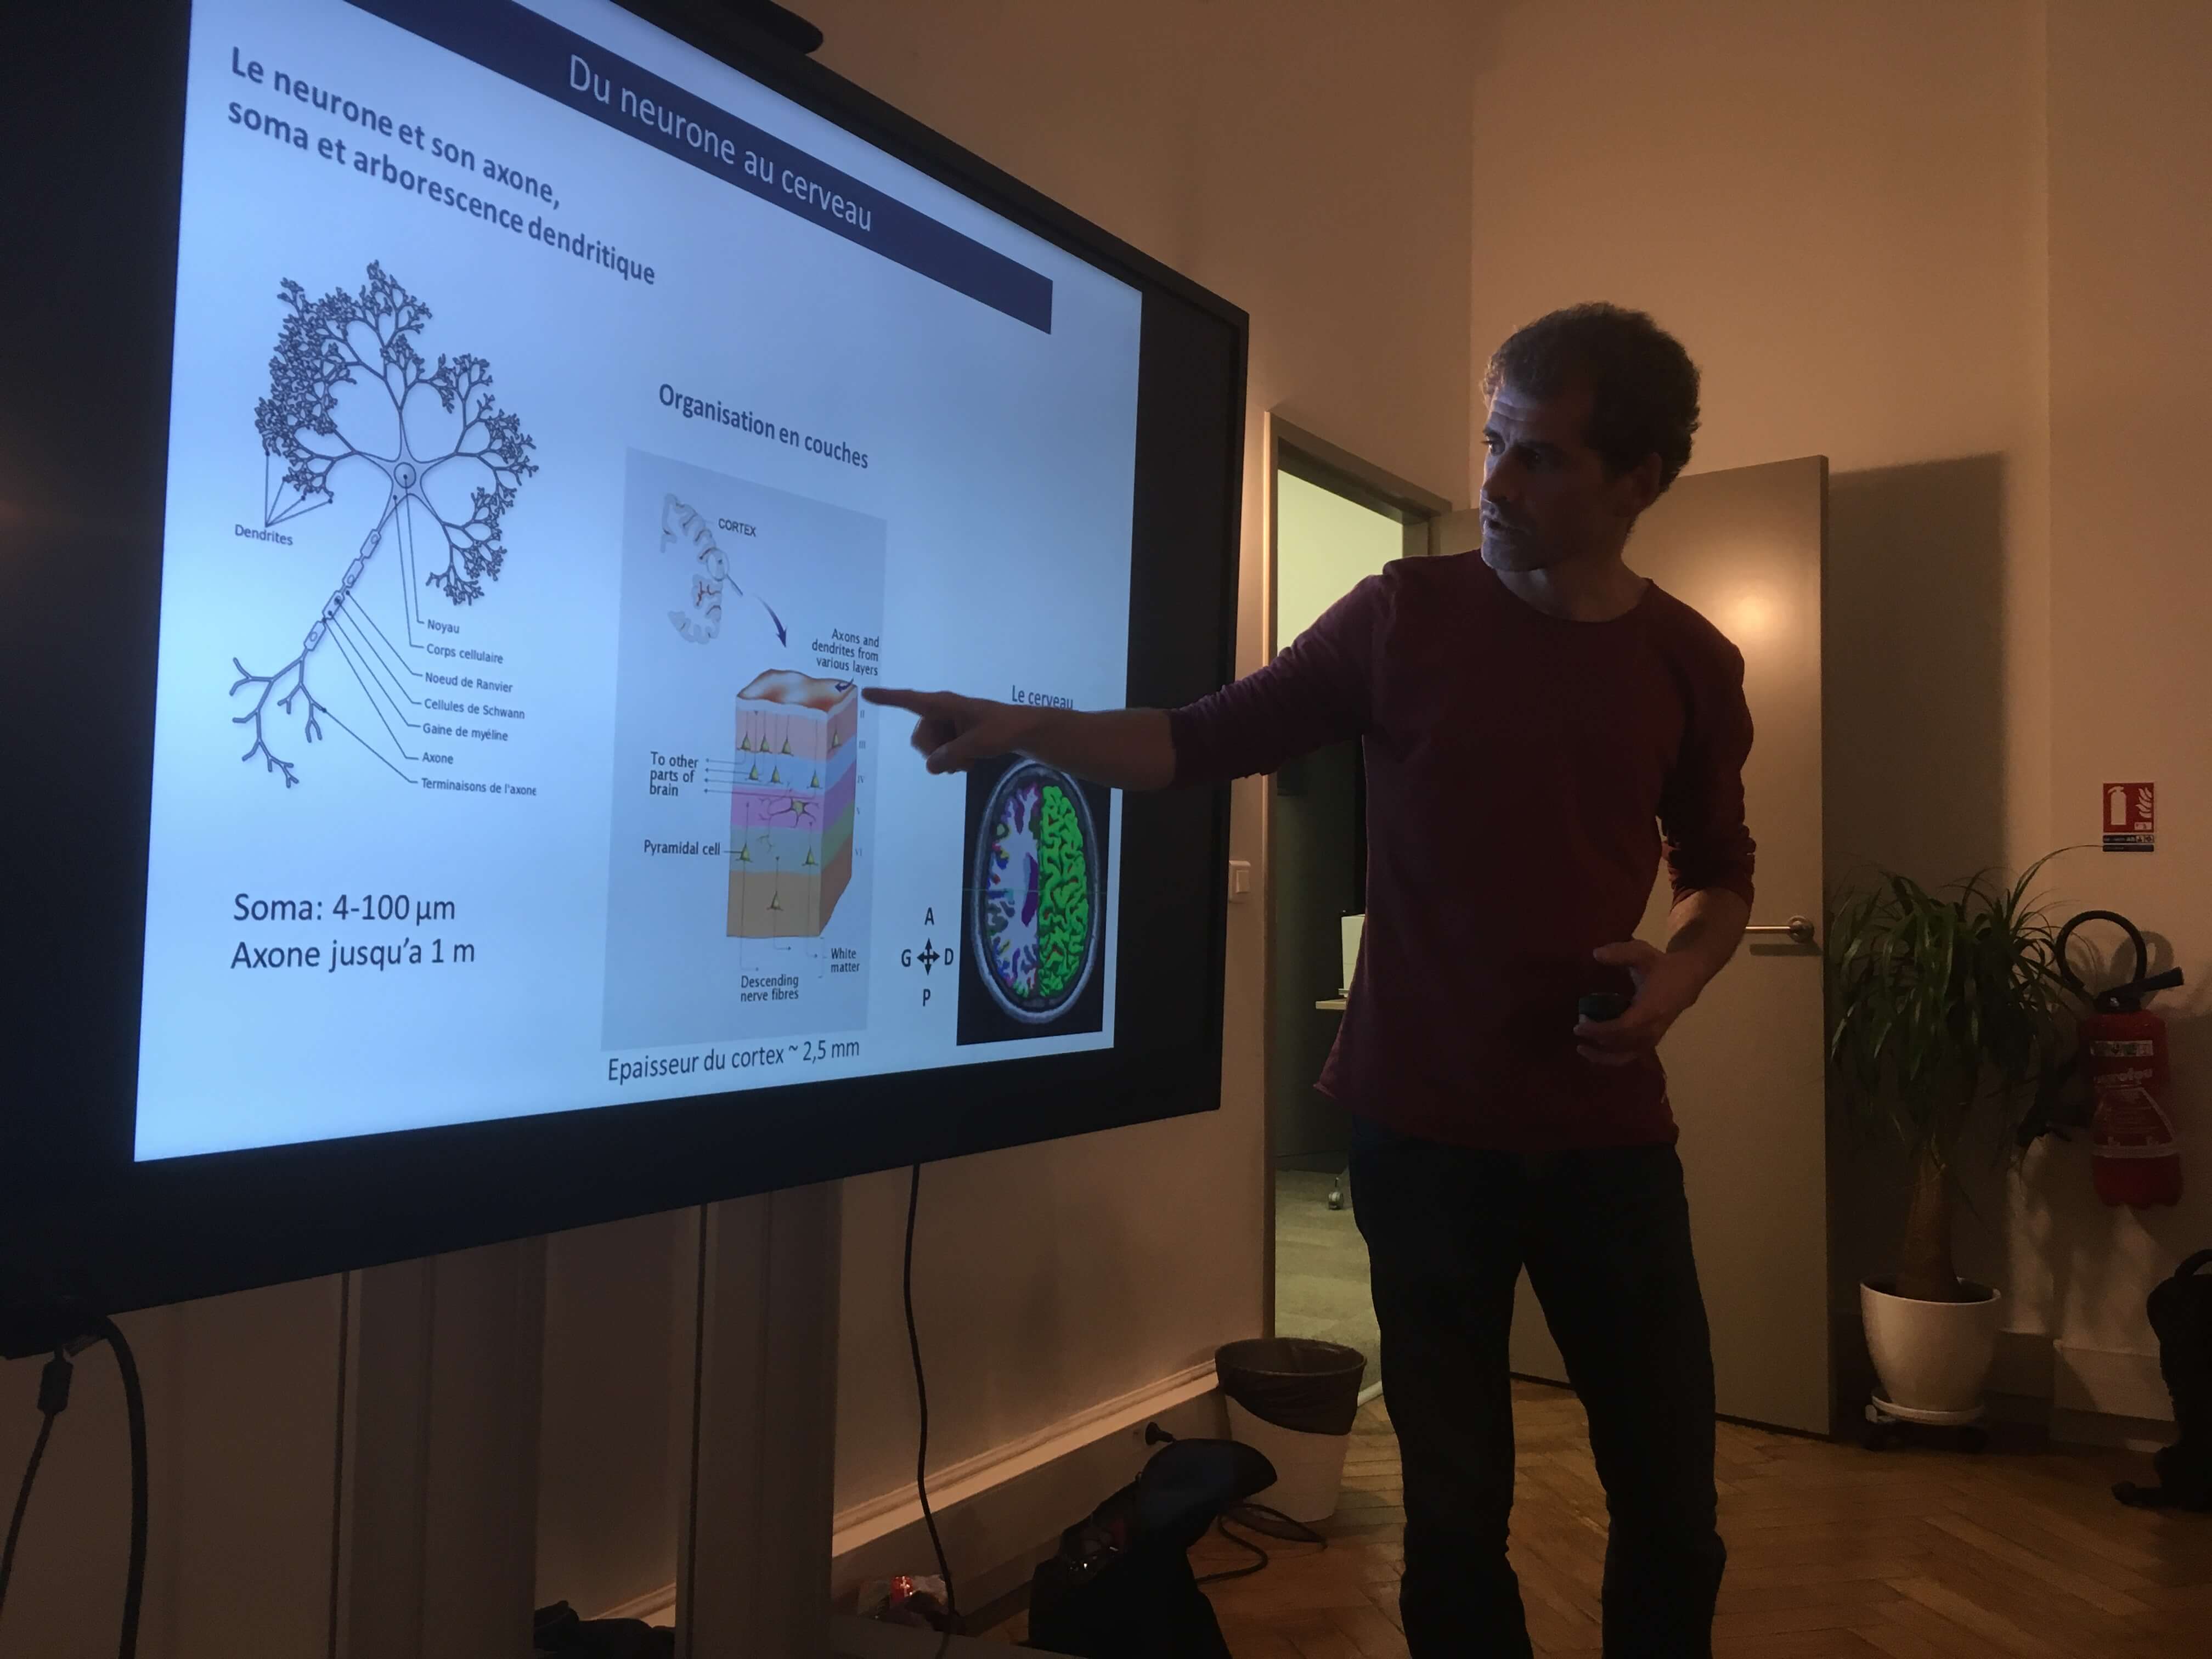 Du neurone au cerveau
Le neurone et son axone,
soma et arborescence dendritique
Dendrites
Noyau
Corps cellulaire
Noeud de Ranvier
Cellules de Schwann
Gaine de myéline
Axone
Terminaisons de l'axone
Soma: 4-100 µm
Axone jusqu'a 1 m
Organisation en couches
CORTEX
Axons and
dendrites from
various layers
II
III
IV
V
VI
To other
parts of
brain
Pyramidal cell
White
matter
Descending
nerve fibres
Epaisseur du cortex ~ 2,5 mm
Le cerveau
A
G D
P